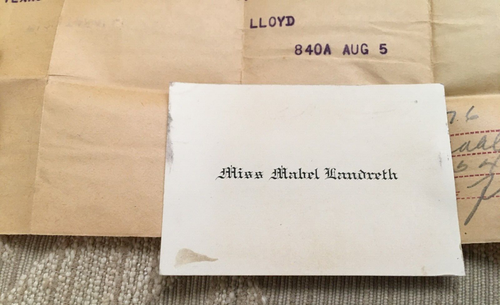 LLOYD
840A AUG 5
Miss Mabel Landreth